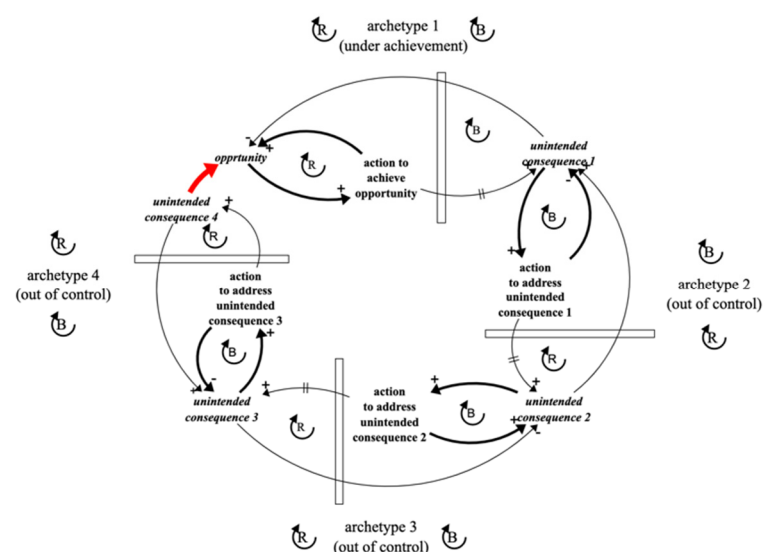 R
archetype 1
B
(under achievement)
B
-
+
opprtunity
R
action to
achieve
opportunity
+
unintended
consequence 1
+
-
B
unintended
consequence 4
+
R
+
R
archetype 4
(out of control)
B
action
to address
unintended
consequence 3
action
to address
unintended
consequence 1
B
archetype 2
(out of control)
R
+
B
-
+
unintended
consequence 3
+
R
action
to address
unintended
consequence 2
+
B
R
+
unintended
consequence 2
+
-
R
archetype 3
B
(out of control)